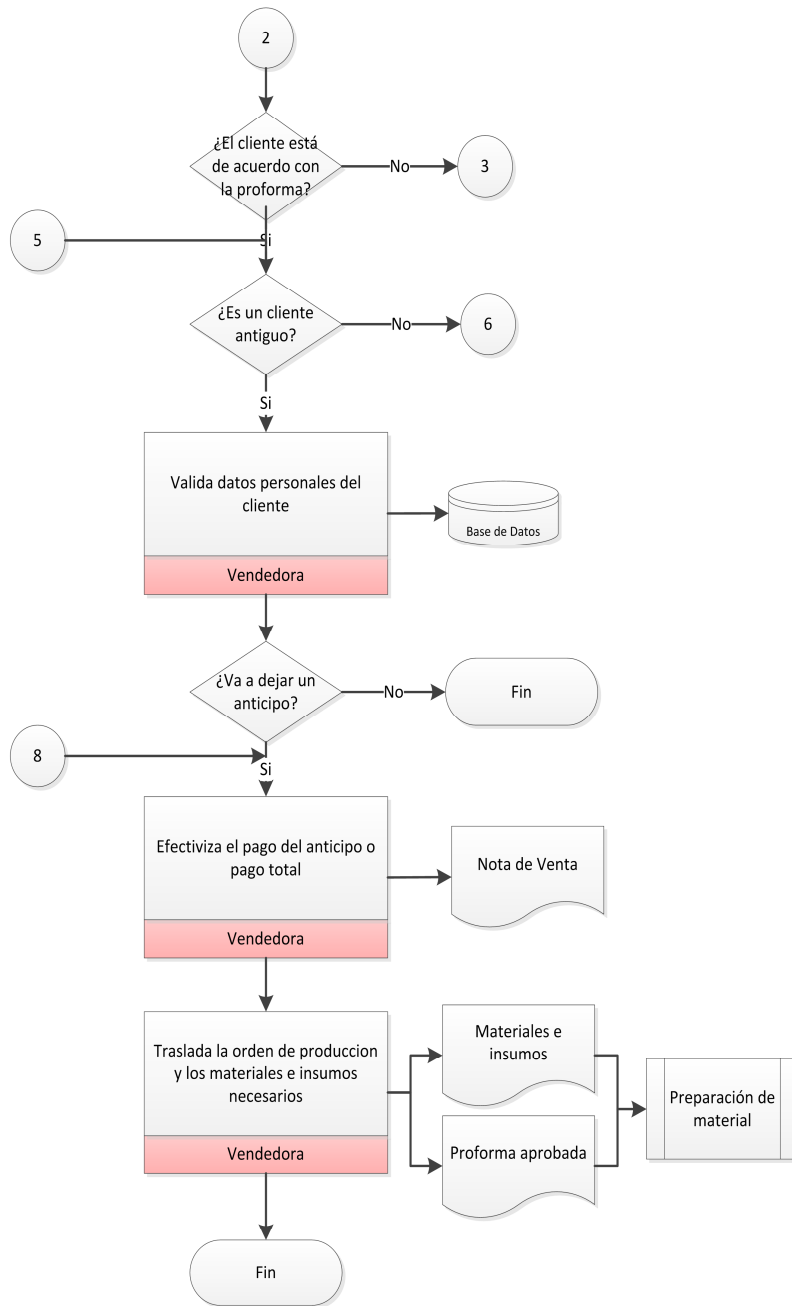 2
¿El cliente está
de acuerdo con
la proforma?
No
3
5
Si
¿Es un cliente
antiguo?
No
6
Si
Valida datos personales del
cliente
Base de Datos
Vendedora
¿Va a dejar un
anticipo?
No
Fin
8
Si
Efectiviza el pago del anticipo o
pago total
Nota de Venta
Vendedora
Traslada la orden de produccion
y los materiales e insumos
necesarios
Materiales e
insumos
Preparación de
material
Proforma aprobada
Vendedora
Fin